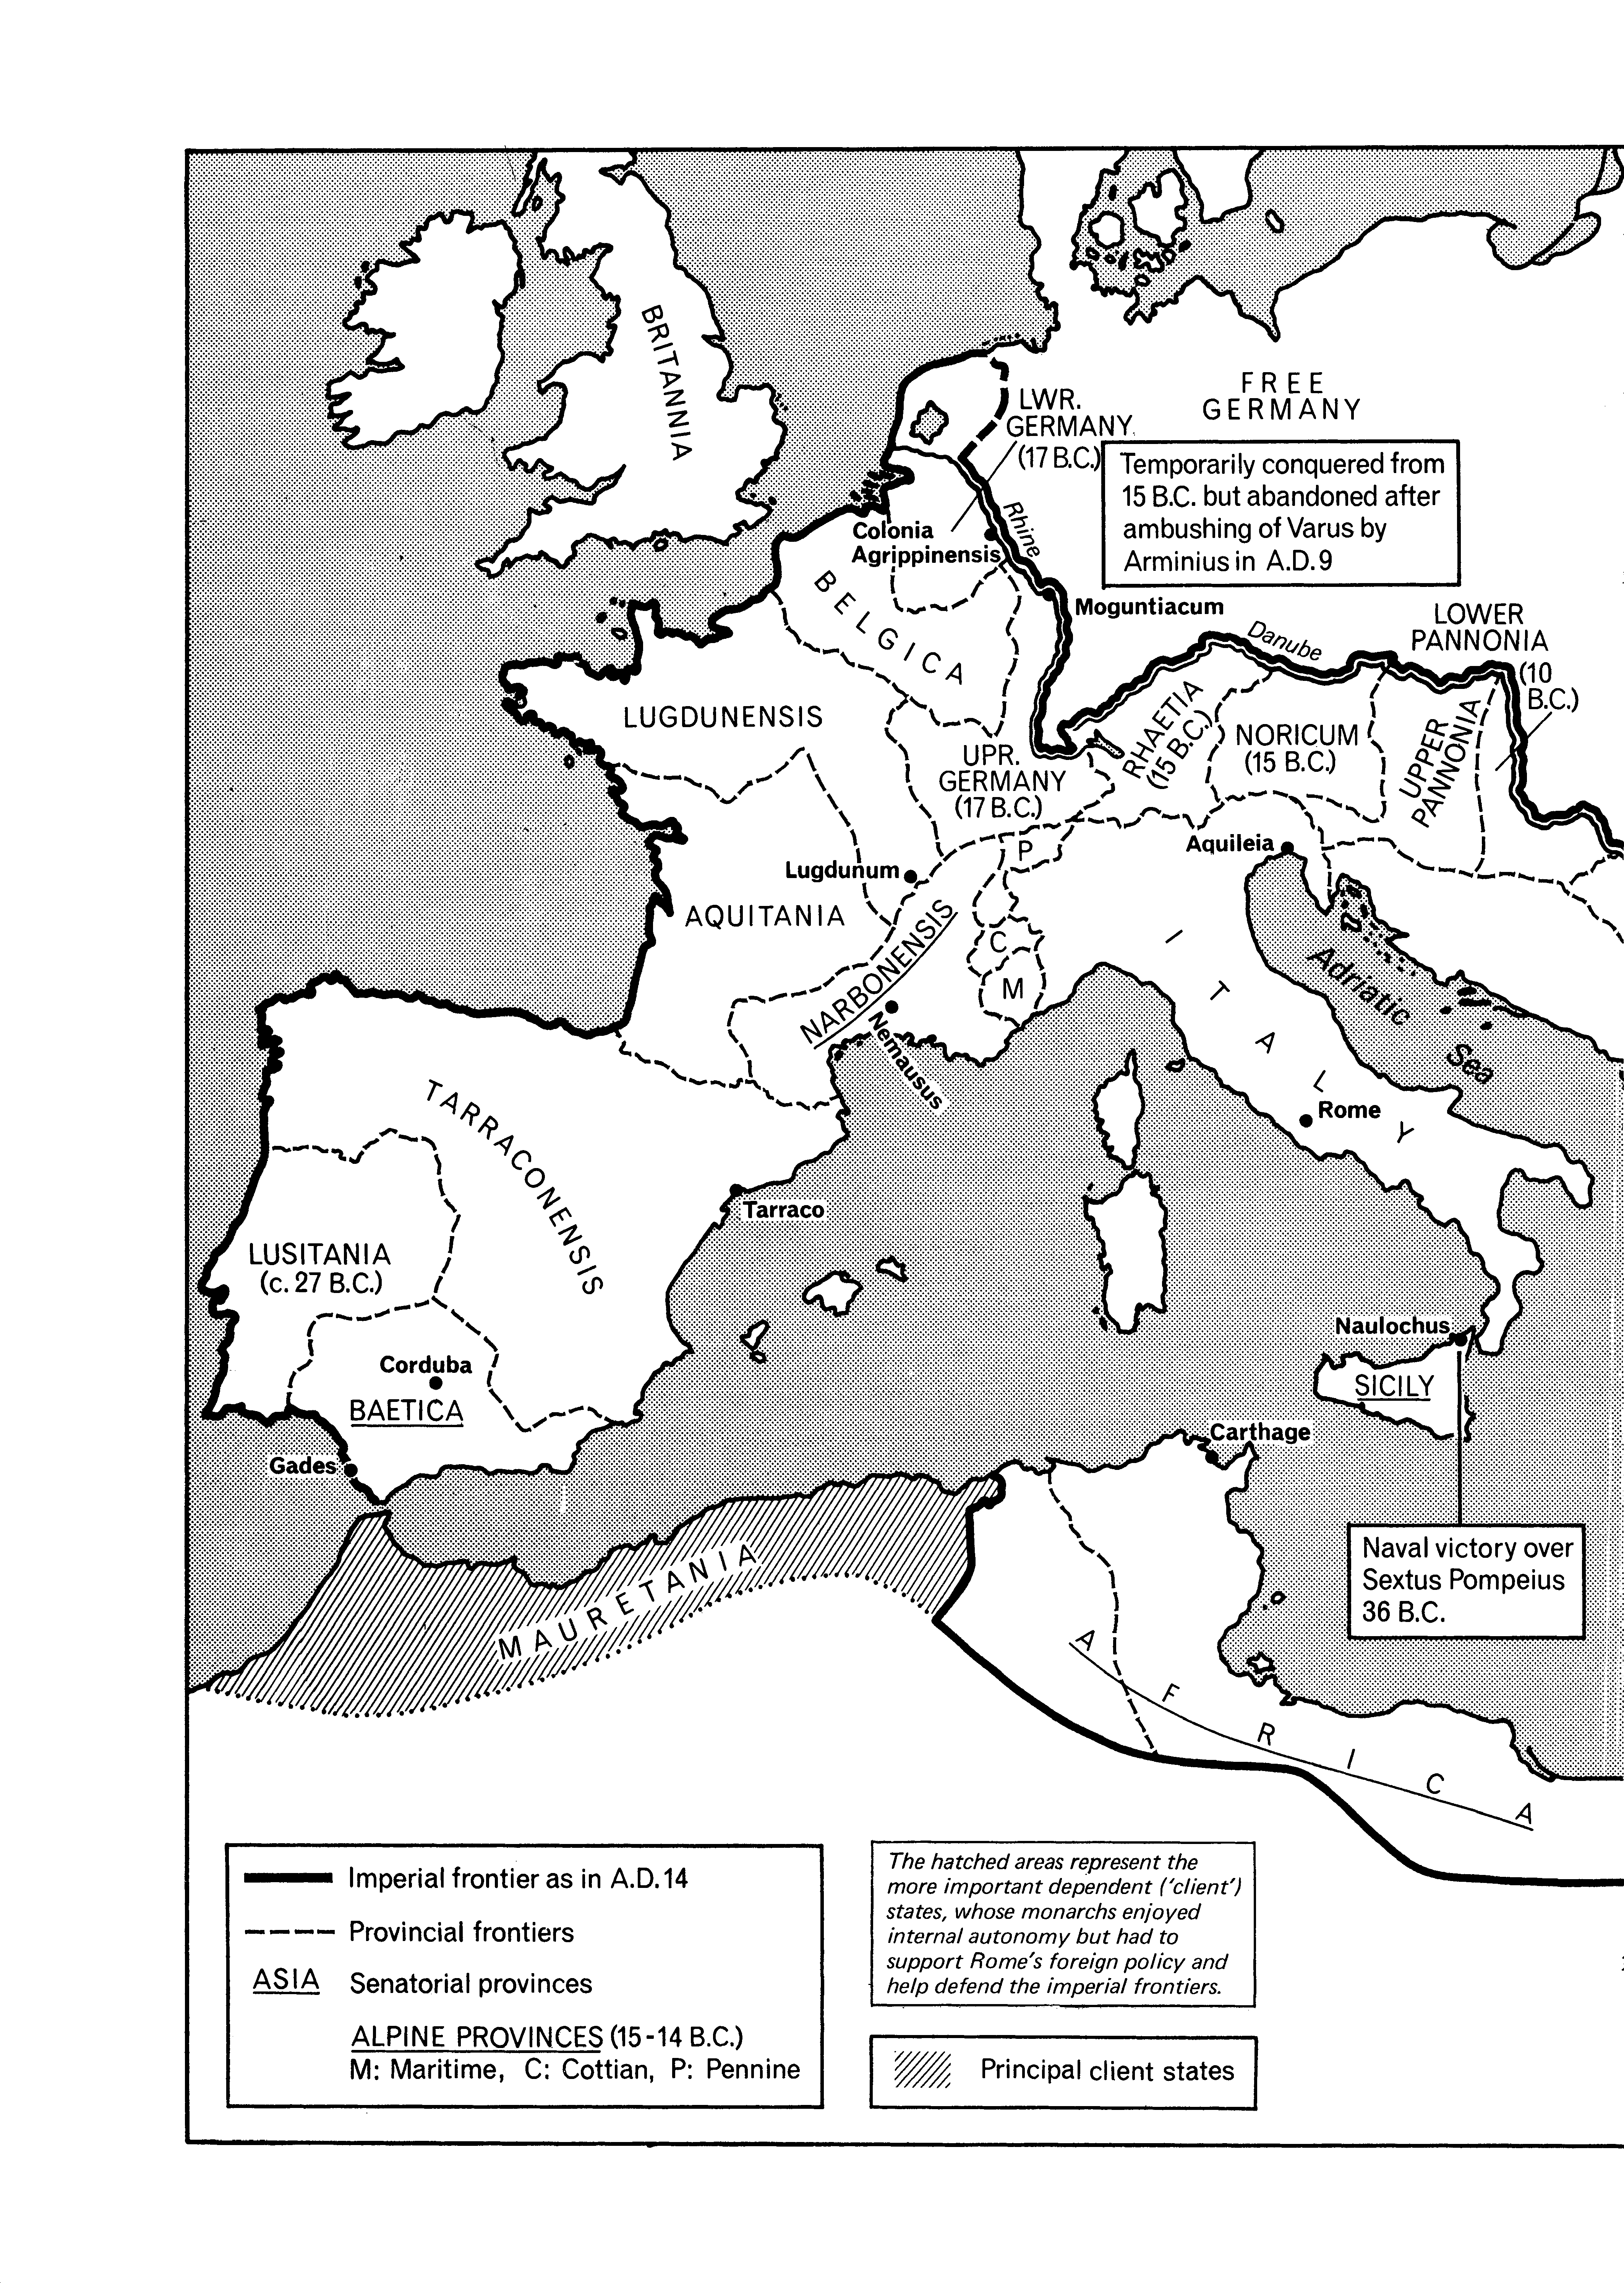 BRITANNIA
FREE
GERMANY
LWR.
GERMANY
(17 B.C.)
Temporarily conquered from
15 B.C. but abandoned after
ambushing of Varus by
Arminius in A.D.9
Rhine
Colonia
Agrippinensis
BELGICA
Moguntiacum
Danube
LOWER
PANNONIA
(10
B.C.)
LUGDUNENSIS
UPR.
GERMANY
(17 B.C.)
RHAETIA
(15 B.C.)
NORICUM
(15 B.C.)
UPPER
PANNONIA
P
Aquileia
Lugdunum
AQUITANIA
NARBONENSIS
C
M
ITALY
Adriatic
Sea
Nemausus
TARRACONENSIS
Rome
Tarraco
LUSITANIA
(c. 27 B.C.)
Naulochus
Corduba
BAETICA
SICILY
Carthage
Gades
Naval victory over
Sextus Pompeius
36 B.C.
MAURETANIA
AFRICA
Imperial frontier as in A.D.14
Provincial frontiers
ASIA Senatorial provinces
ALPINE PROVINCES (15-14 B.C.)
M: Maritime, C: Cottian, P: Pennine
The hatched areas represent the
more important dependent ('client')
states, whose monarchs enjoyed
internal autonomy but had to
support Rome's foreign policy and
help defend the imperial frontiers.
Principal client states